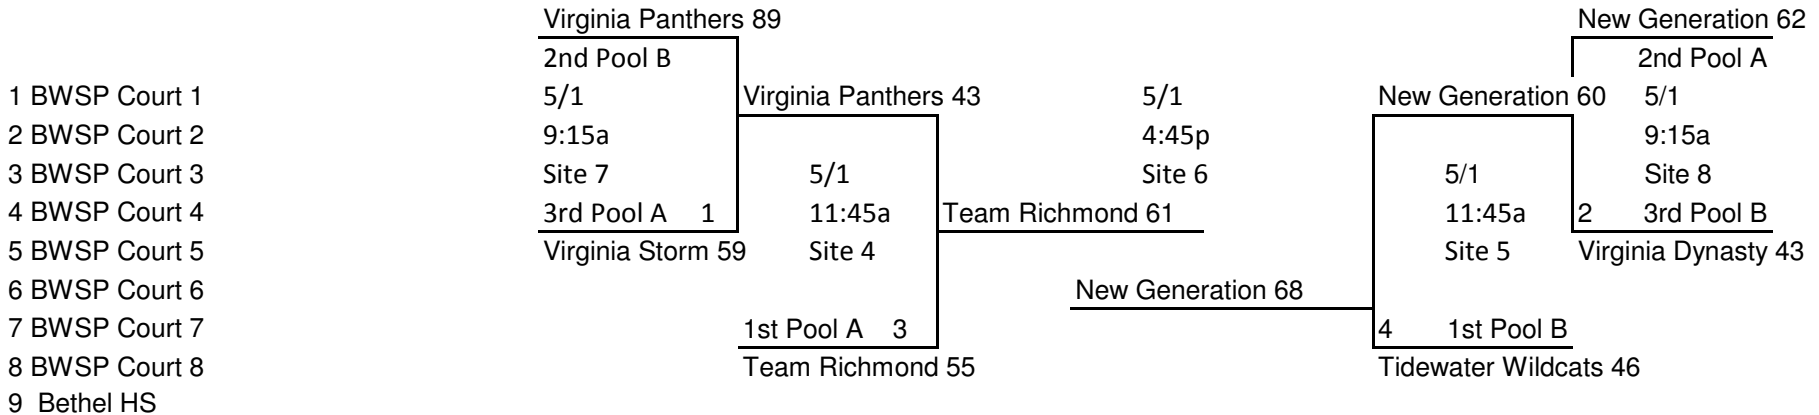 Virginia Panthers 89 New Generation 62
2nd Pool B 2nd Pool A
1 BWSP Court 1 5/1 Virginia Panthers 43 5/1 New Generation 60 5/1
2 BWSP Court 2 9:15a 4:45p 9:15a
3 BWSP Court 3 Site 7 5/1 Site 6 5/1 Site 8
4 BWSP Court 4 3rd Pool A 1 11:45a Team Richmond 61 11:45a 2 3rd Pool B
5 BWSP Court 5 Virginia Storm 59 Site 4 Site 5 Virginia Dynasty 43
6 BWSP Court 6 New Generation 68
7 BWSP Court 7 1st Pool A 3 4 1st Pool B
8 BWSP Court 8 Team Richmond 55 Tidewater Wildcats 46
9 Bethel HS